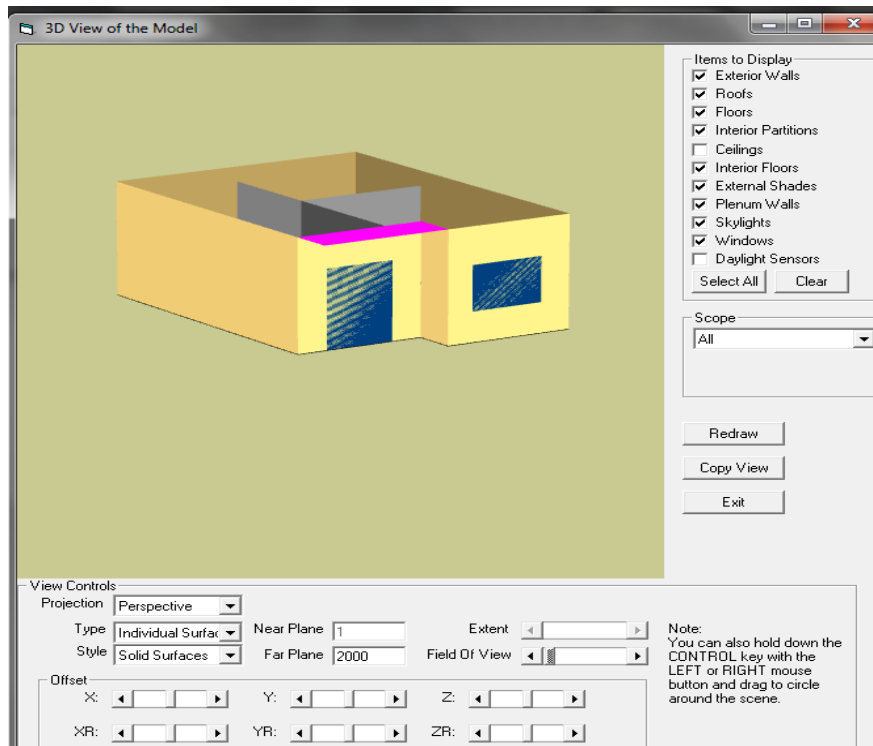 3D View of the Model
Items to Display
Exterior Walls
Roofs
Floors
Interior Partitions
Ceilings
Interior Floors
External Shades
Plenum Walls
Skylights
Windows
Daylight Sensors
Select All Clear
Scope
All
Redraw
Copy View
Exit
View Controls
Projection Perspective
Type Individual Surfac Near Plane 1 Extent
Style Solid Surfaces Far Plane 2000 Field Of View
Note:
You can also hold down the
CONTROL key with the
LEFT or RIGHT mouse
button and drag to circle
around the scene.
Offset
X: Y: Z:
XR: YR: ZR: